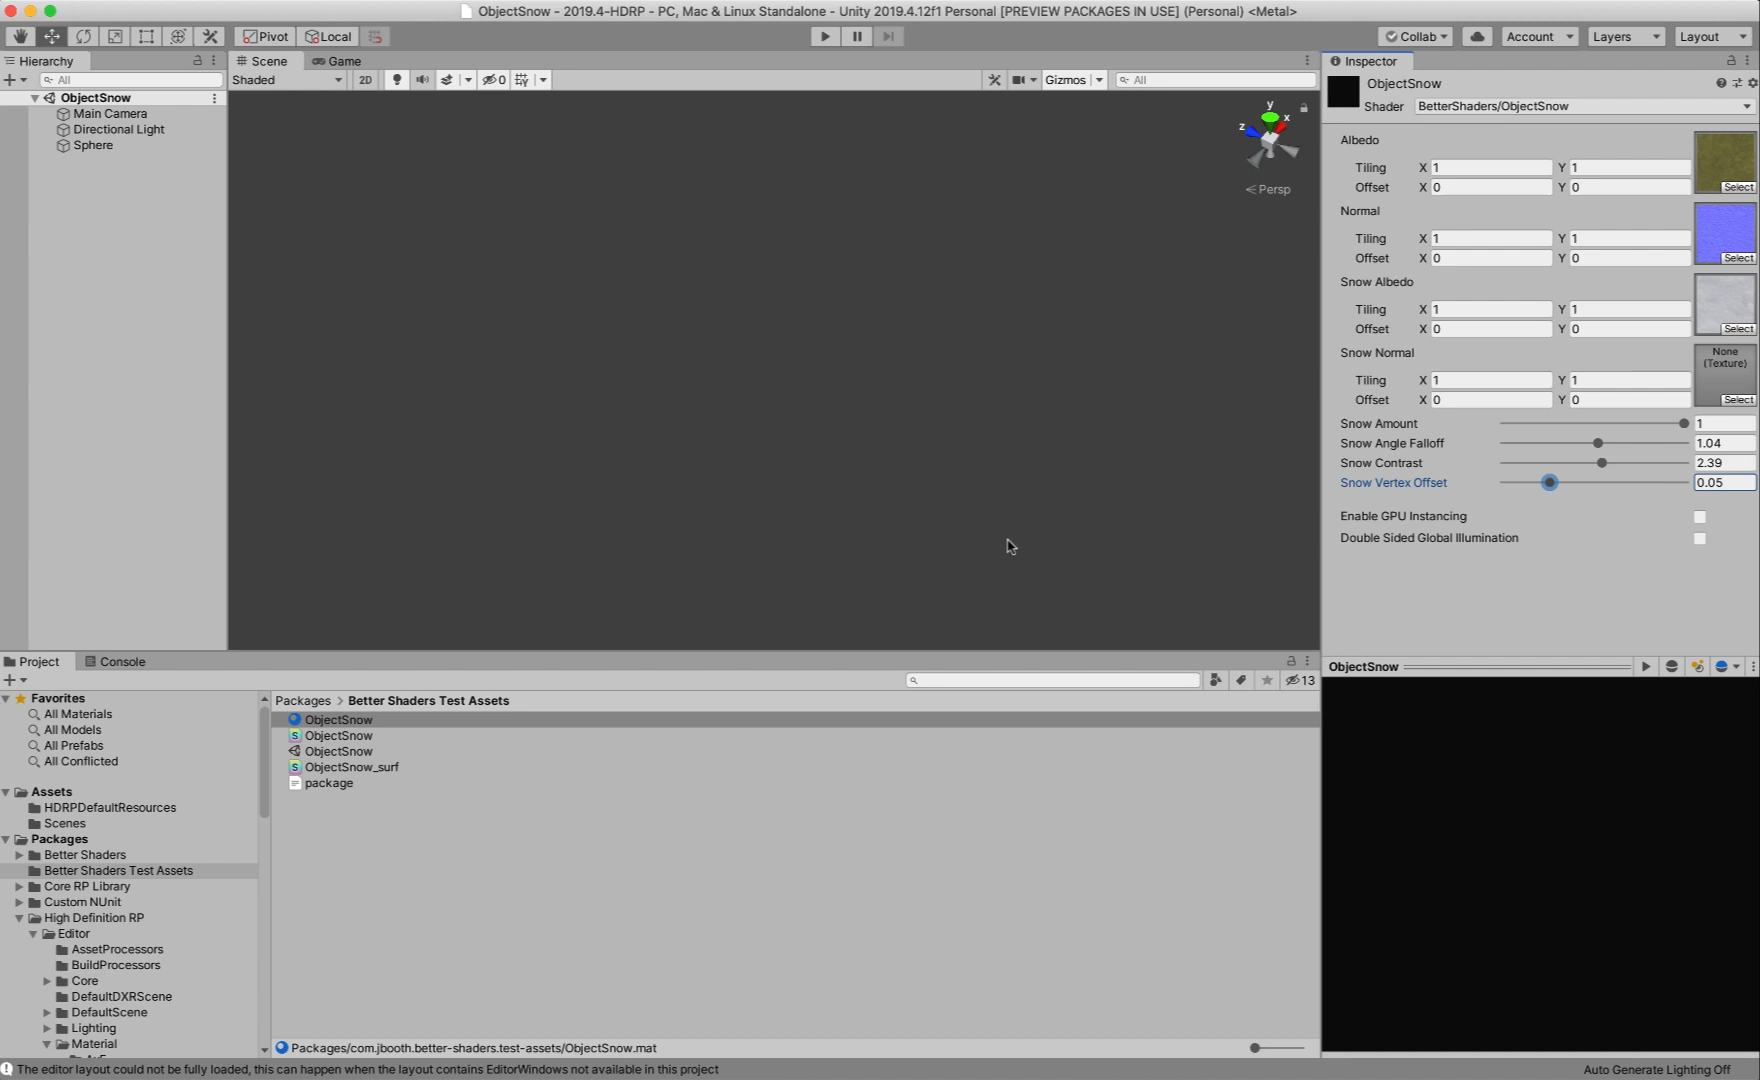 ObjectSnow - 2019.4-HDRP - PC, Mac & Linux Standalone - Unity 2019.4.12f1 Personal [PREVIEW PACKAGES IN USE] (Personal) <Metal>
Pivot Local Collab Account Layers Layout
Hierarchy
All
ObjectSnow
Main Camera
Directional Light
Sphere
Scene Game
Shaded 2D 0 Gizmos All
y
x
z
Persp
Inspector
ObjectSnow
Shader BetterShaders/ObjectSnow
Albedo
Tiling X 1 Y 1
Offset X 0 Y 0
Select
Normal
Tiling X 1 Y 1
Offset X 0 Y 0
Select
Snow Albedo
Tiling X 1 Y 1
Offset X 0 Y 0
Select
Snow Normal
None
(Texture)
Tiling X 1 Y 1
Offset X 0 Y 0
Select
Snow Amount 1
Snow Angle Falloff 1.04
Snow Contrast 2.39
Snow Vertex Offset 0.05
Enable GPU Instancing
Double Sided Global Illumination
ObjectSnow
Project Console
13
Favorites
All Materials
All Models
All Prefabs
All Conflicted
Assets
HDRPDefaultResources
Scenes
Packages
Better Shaders
Better Shaders Test Assets
Core RP Library
Custom NUnit
High Definition RP
Editor
AssetProcessors
BuildProcessors
Core
DefaultDXRScene
DefaultScene
Lighting
Material
Packages > Better Shaders Test Assets
ObjectSnow
ObjectSnow
ObjectSnow
ObjectSnow_surf
package
Packages/com.jbooth.better-shaders.test-assets/ObjectSnow.mat
The editor layout could not be fully loaded, this can happen when the layout contains EditorWindows not available in this project
Auto Generate Lighting Off